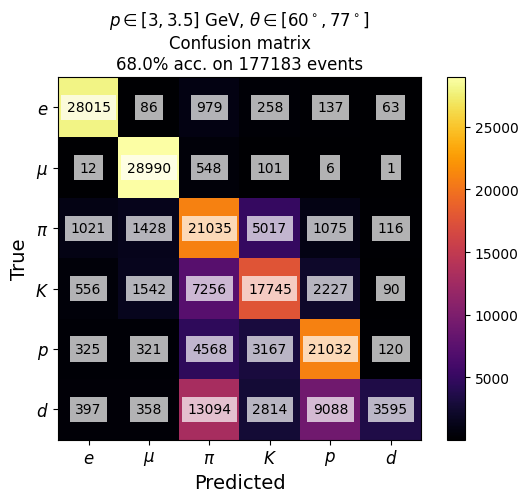 p ∈ [3, 3.5] GeV, θ ∈ [60°, 77°]
Confusion matrix
68.0% acc. on 177183 events
e 28015 86 979 258 137 63
μ 12 28990 548 101 6 1
π 1021 1428 21035 5017 1075 116
K 556 1542 7256 17745 2227 90
p 325 321 4568 3167 21032 120
d 397 358 13094 2814 9088 3595
e μ π K p d
Predicted
True
25000
20000
15000
10000
5000